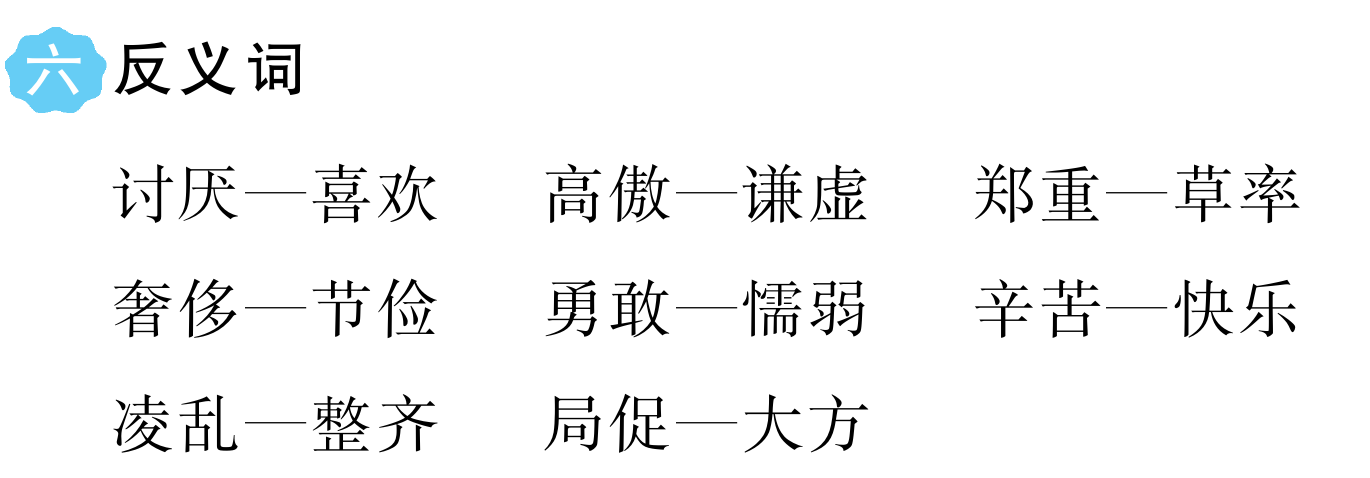 六 反义词
讨厌—喜欢 高傲—谦虚 郑重—草率
奢侈—节俭 勇敢—懦弱 辛苦—快乐
凌乱—整齐 局促—大方